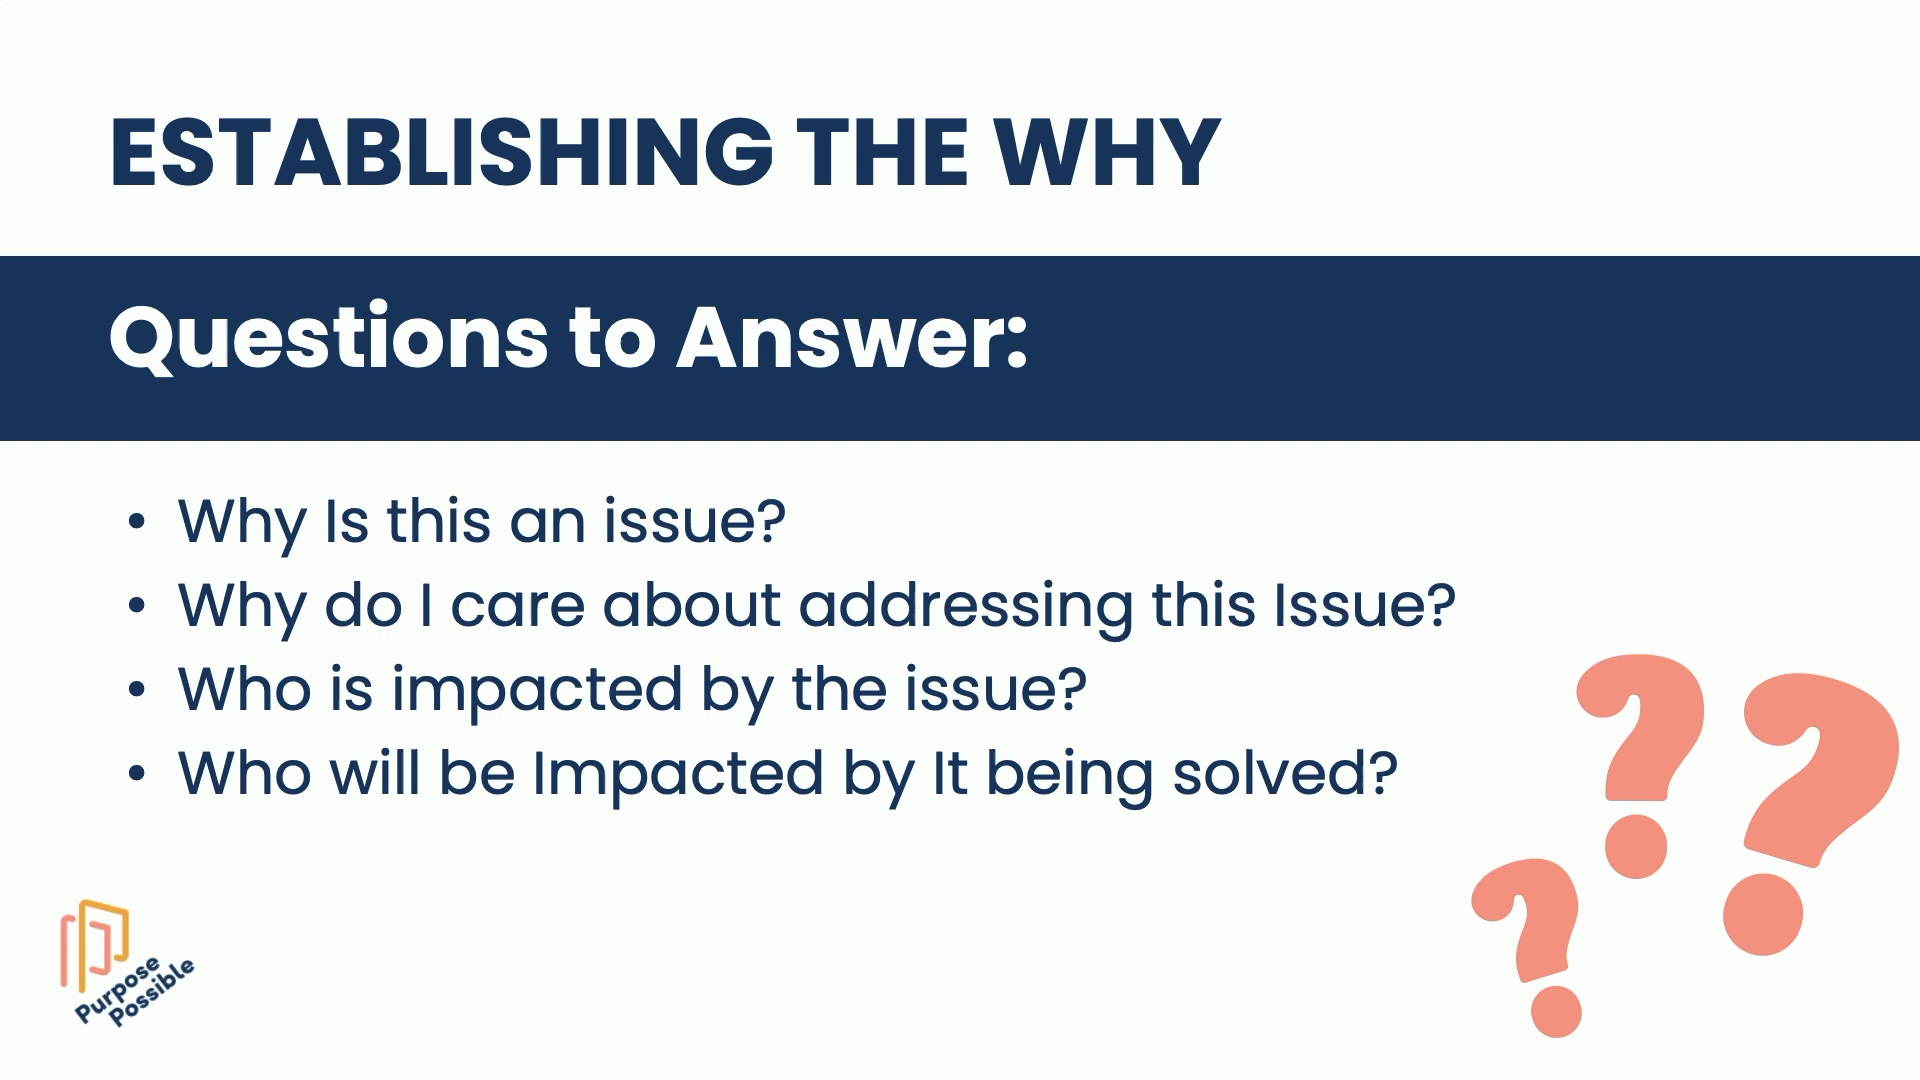 ESTABLISHING THE WHY
Questions to Answer:
• Why Is this an issue?
• Why do I care about addressing this Issue?
• Who is impacted by the issue?
• Who will be Impacted by It being solved?
Purpose
Possible